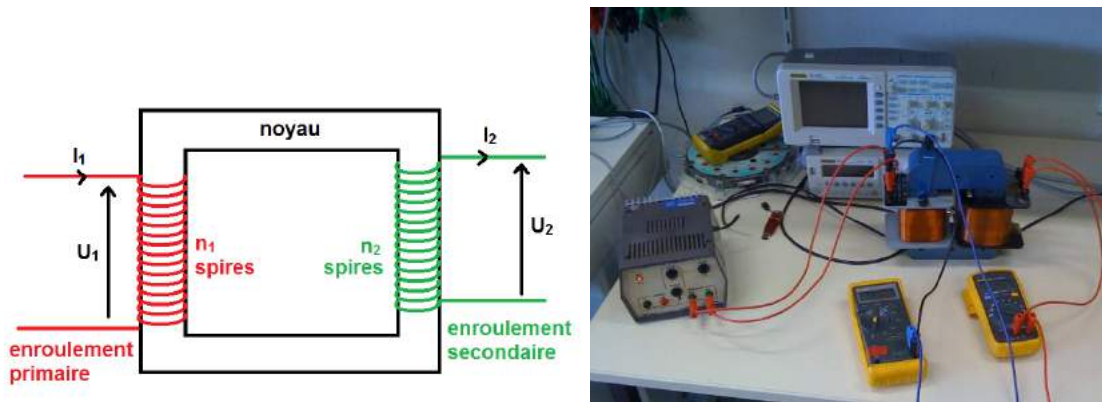 noyau
I₁
I₂
U₁
U₂
n₁
spires
n₂
spires
enroulement
primaire
enroulement
secondaire